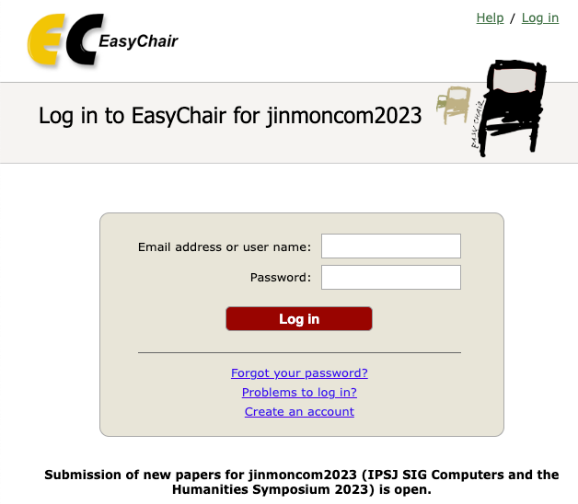 EC EasyChair
Help / Log in
Log in to EasyChair for jinmoncom2023
easychair
Email address or user name:
Password:
Log in
Forgot your password?
Problems to log in?
Create an account
Submission of new papers for jinmoncom2023 (IPSJ SIG Computers and the
Humanities Symposium 2023) is open.